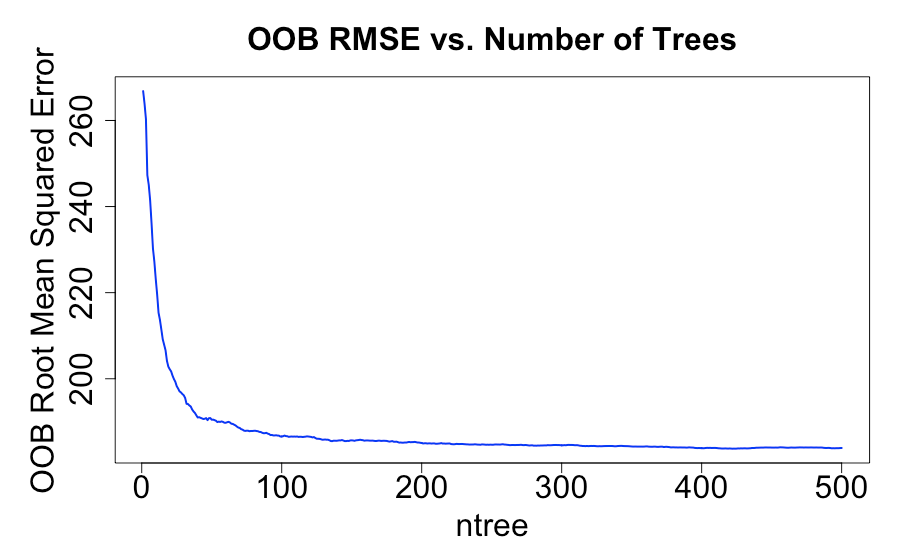 OOB RMSE vs. Number of Trees
OOB Root Mean Squared Error
260
240
220
200
0 100 200 300 400 500
ntree